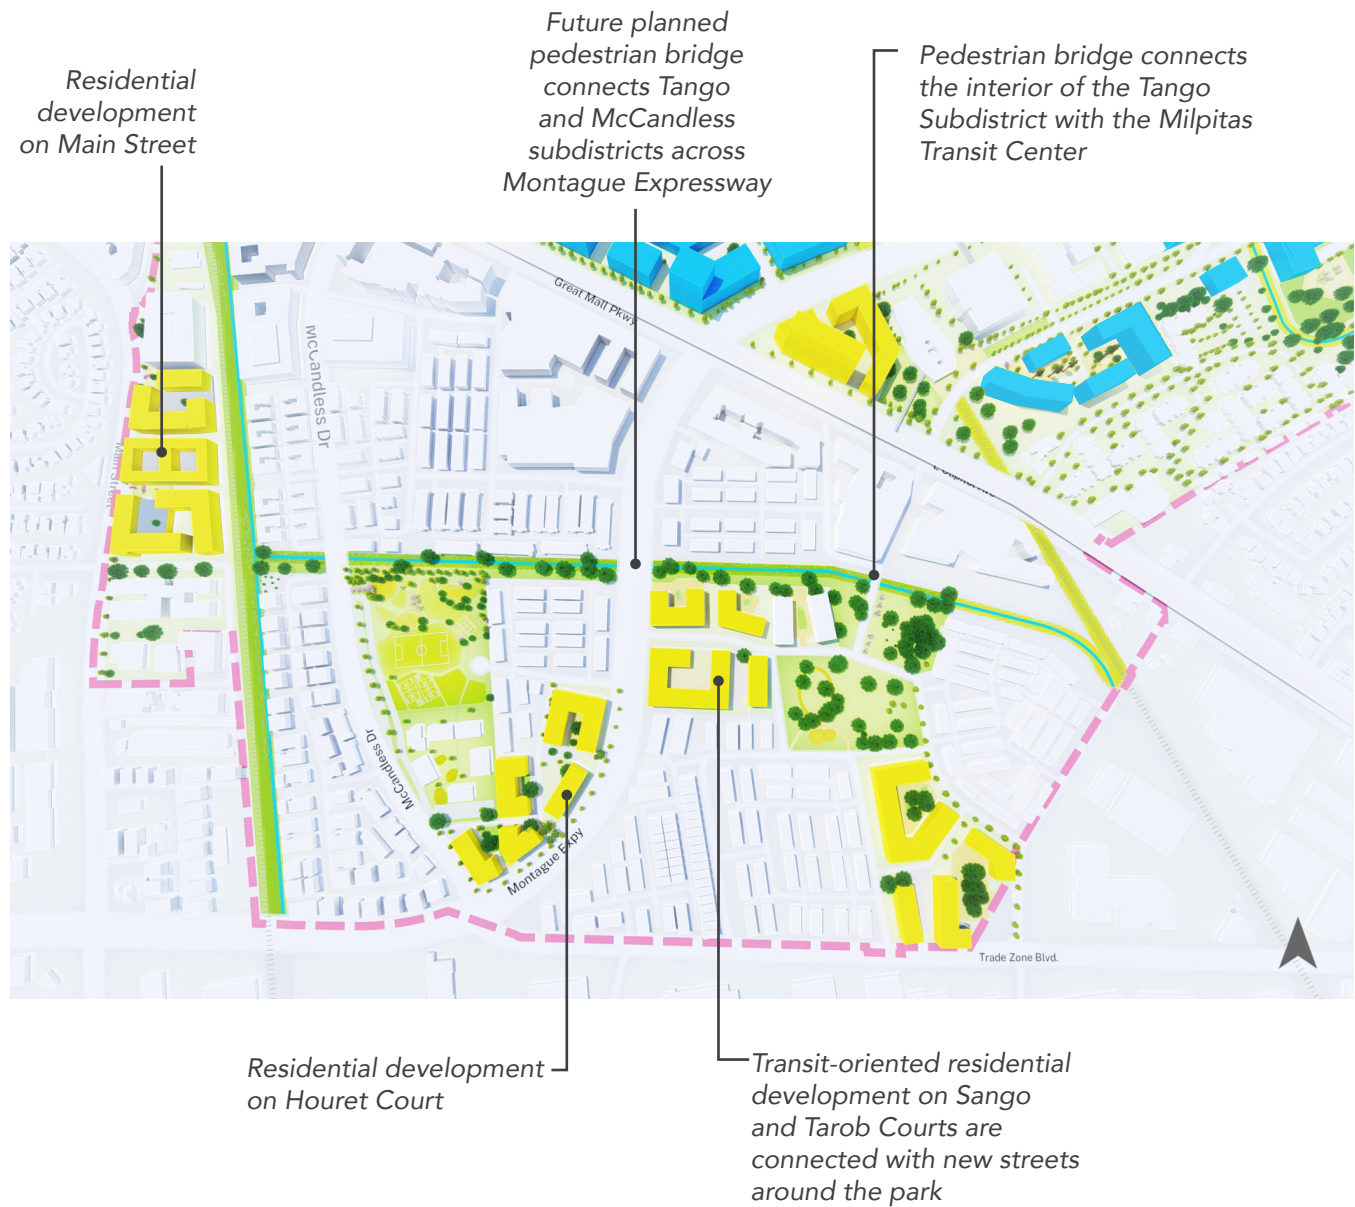 Future planned
pedestrian bridge
connects Tango
and McCandless
subdistricts across
Montague Expressway
Pedestrian bridge connects
the interior of the Tango
Subdistrict with the Milpitas
Transit Center
Residential
development
on Main Street
Great Mall Pkwy
McCandless Dr
Main Street
McCandless Dr
Montague Expy
Trade Zone Blvd.
Residential development
on Houret Court
Transit-oriented residential
development on Sango
and Tarob Courts are
connected with new streets
around the park